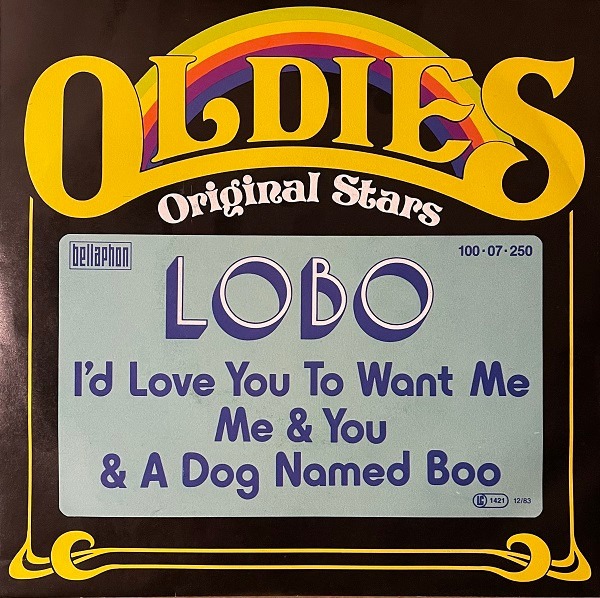 OLDIES
Original Stars
bellaphon
100·07·250
LOBO
I'd Love You To Want Me
Me & You
& A Dog Named Boo
LC 1421 12/83